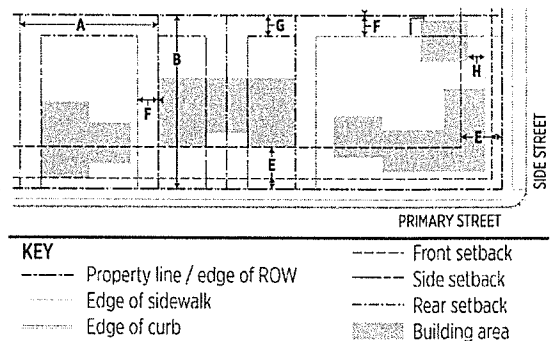 A
B
G
F
H
F
E
E
SIDE STREET
PRIMARY STREET
KEY
Property line / edge of ROW
Edge of sidewalk
Edge of curb
Front setback
Side setback
Rear setback
Building area